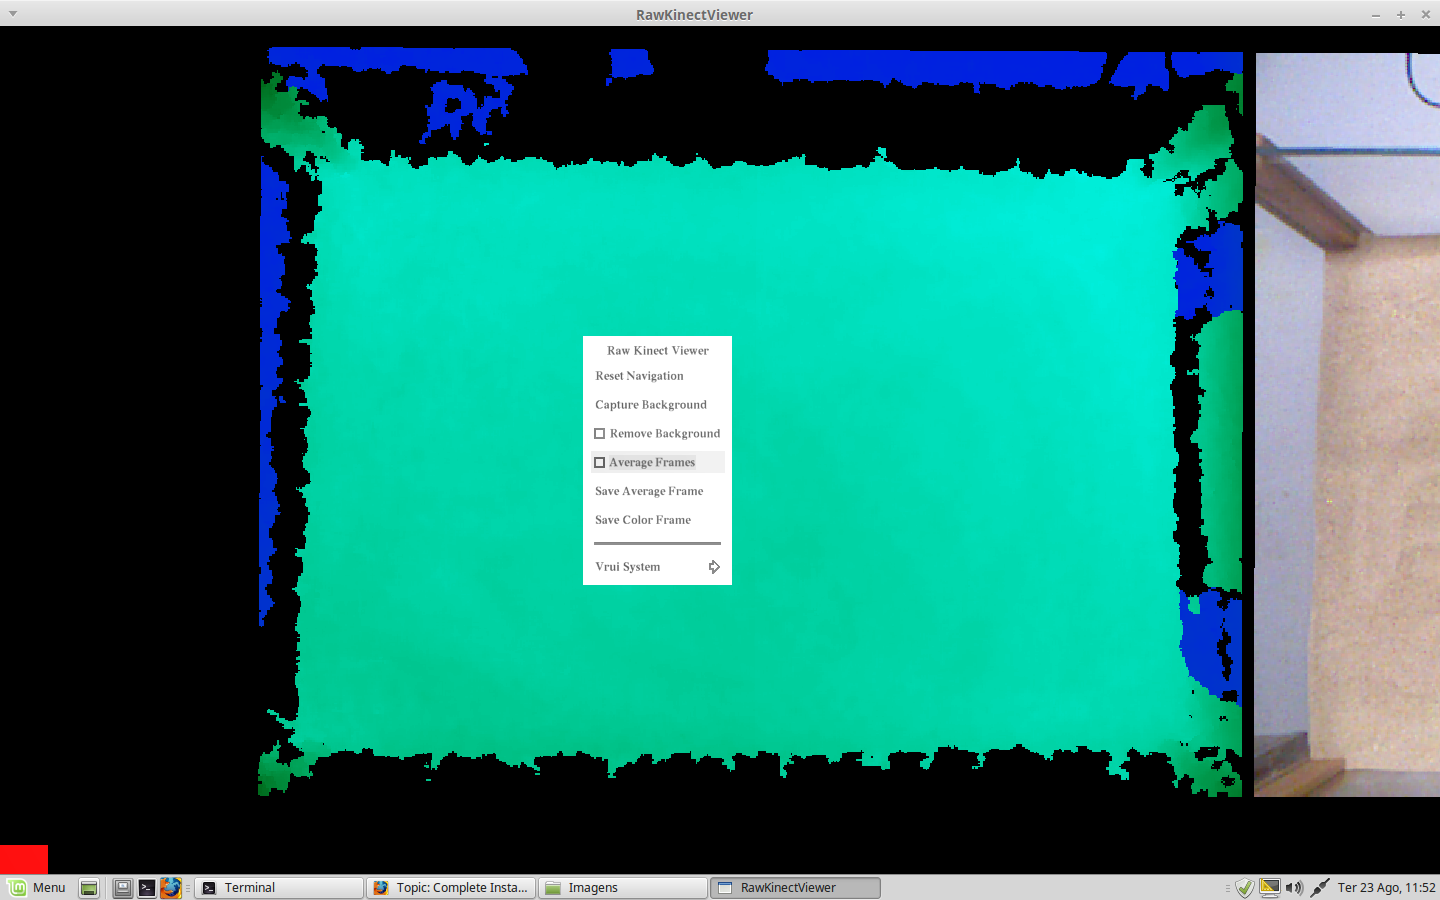 RawKinectViewer
Raw Kinect Viewer
Reset Navigation
Capture Background
Remove Background
Average Frames
Save Average Frame
Save Color Frame
Vrui System
Menu
Terminal
Topic: Complete Insta...
Imagens
RawKinectViewer
Ter 23 Ago, 11:52